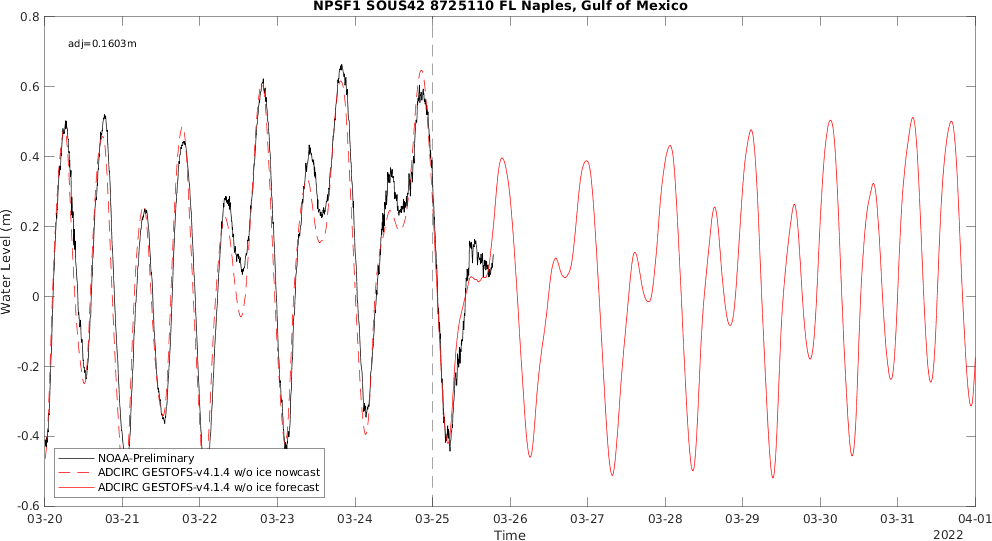 NPSF1 SOUS42 8725110 FL Naples, Gulf of Mexico
adj=0.1603m
Water Level (m)
0.8
0.6
0.4
0.2
0
-0.2
-0.4
-0.6
NOAA-Preliminary
ADCIRC GESTOFS-v4.1.4 w/o ice nowcast
ADCIRC GESTOFS-v4.1.4 w/o ice forecast
03-20 03-21 03-22 03-23 03-24 03-25 03-26 03-27 03-28 03-29 03-30 03-31 04-01
Time
2022